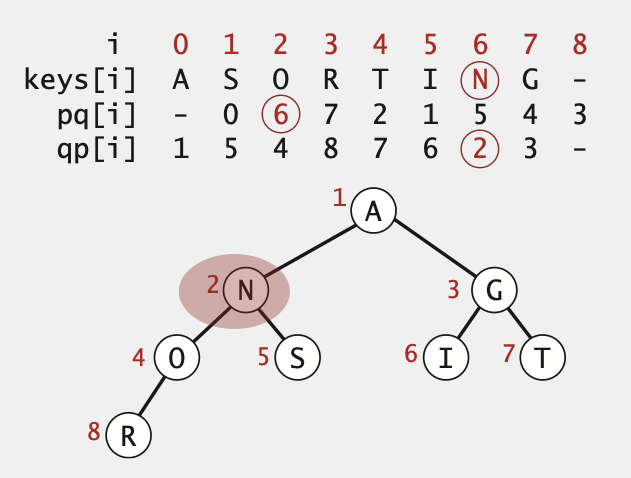 i 0 1 2 3 4 5 6 7 8
keys[i] A S O R T I N G -
pq[i] - 0 6 7 2 1 5 4 3
qp[i] 1 5 4 8 7 6 2 3 -
1 A
2 N 3 G
4 O 5 S 6 I 7 T
8 R